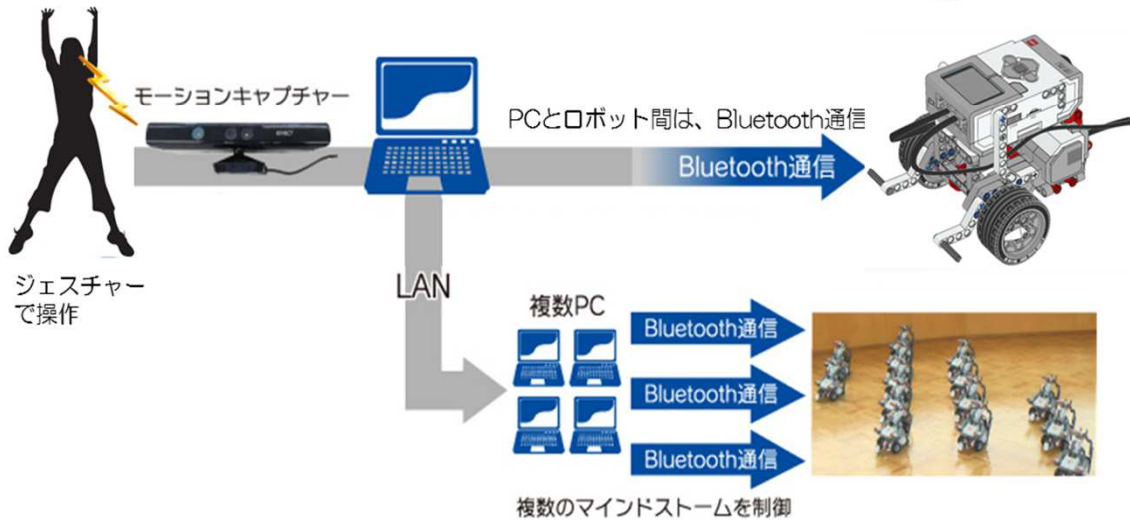 モーションキャプチャー
PCとロボット間は、Bluetooth通信
Bluetooth通信
ジェスチャー
で操作
LAN
複数PC
Bluetooth通信
Bluetooth通信
Bluetooth通信
複数のマインドストームを制御